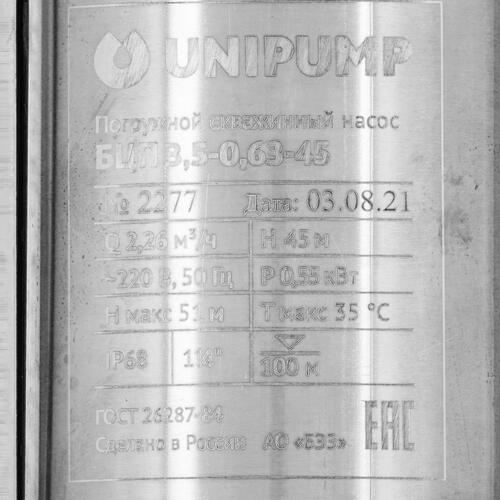 UNIPUMP
Погружной скважинный насос
БЦП 3,5-0,63-45
№ 2277 Дата: 03.08.21
Q 2,26 м³/ч H 45 м
~220 В, 50 Гц P 0,55 кВт
H макс 51 м T макс 35 °C
IP68 1¼" 100 м
ГОСТ 26287-84
Сделано в России АО «БЭЗ» EAC